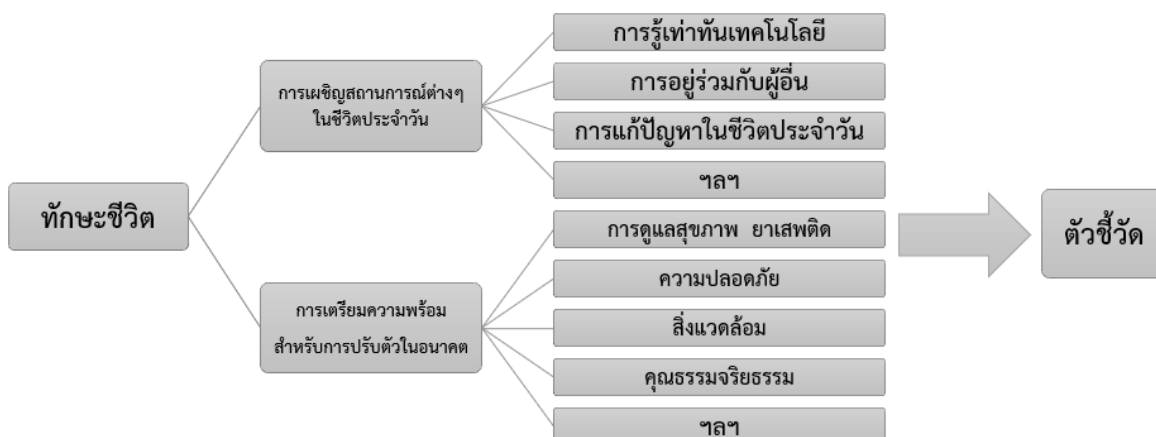 ทักษะชีวิต
การเผชิญสถานการณ์ต่างๆ
ในชีวิตประจำวัน
การรู้เท่าทันเทคโนโลยี
การอยู่ร่วมกับผู้อื่น
การแก้ปัญหาในชีวิตประจำวัน
ฯลฯ
การเตรียมความพร้อม
สำหรับการปรับตัวในอนาคต
การดูแลสุขภาพ ยาเสพติด
ความปลอดภัย
สิ่งแวดล้อม
คุณธรรมจริยธรรม
ฯลฯ
ตัวชี้วัด